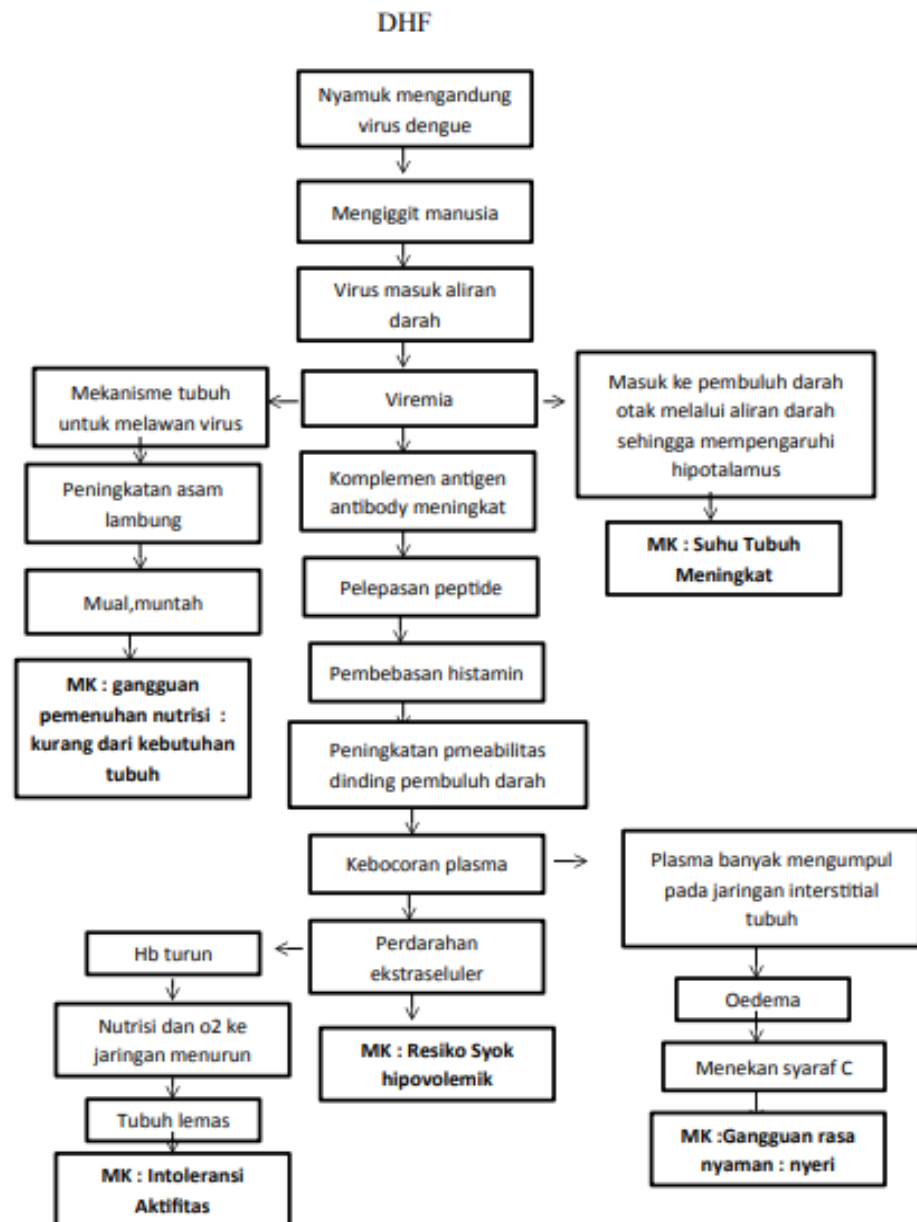 DHF
Nyamuk mengandung
virus dengue
Mengiggit manusia
Virus masuk aliran
darah
Mekanisme tubuh
untuk melawan virus
Viremia
Masuk ke pembuluh darah
otak melalui aliran darah
sehingga mempengaruhi
hipotalamus
Peningkatan asam
lambung
Komplemen antigen
antibody meningkat
MK : Suhu Tubuh
Meningkat
Mual,muntah
Pelepasan peptide
MK : gangguan
pemenuhan nutrisi :
kurang dari kebutuhan
tubuh
Pembebasan histamin
Peningkatan pmeabilitas
dinding pembuluh darah
Kebocoran plasma
Plasma banyak mengumpul
pada jaringan interstitial
tubuh
Hb turun
Perdarahan
ekstraseluler
Oedema
Nutrisi dan o2 ke
jaringan menurun
MK : Resiko Syok
hipovolemik
Menekan syaraf C
Tubuh lemas
MK :Gangguan rasa
nyaman : nyeri
MK : Intoleransi
Aktifitas